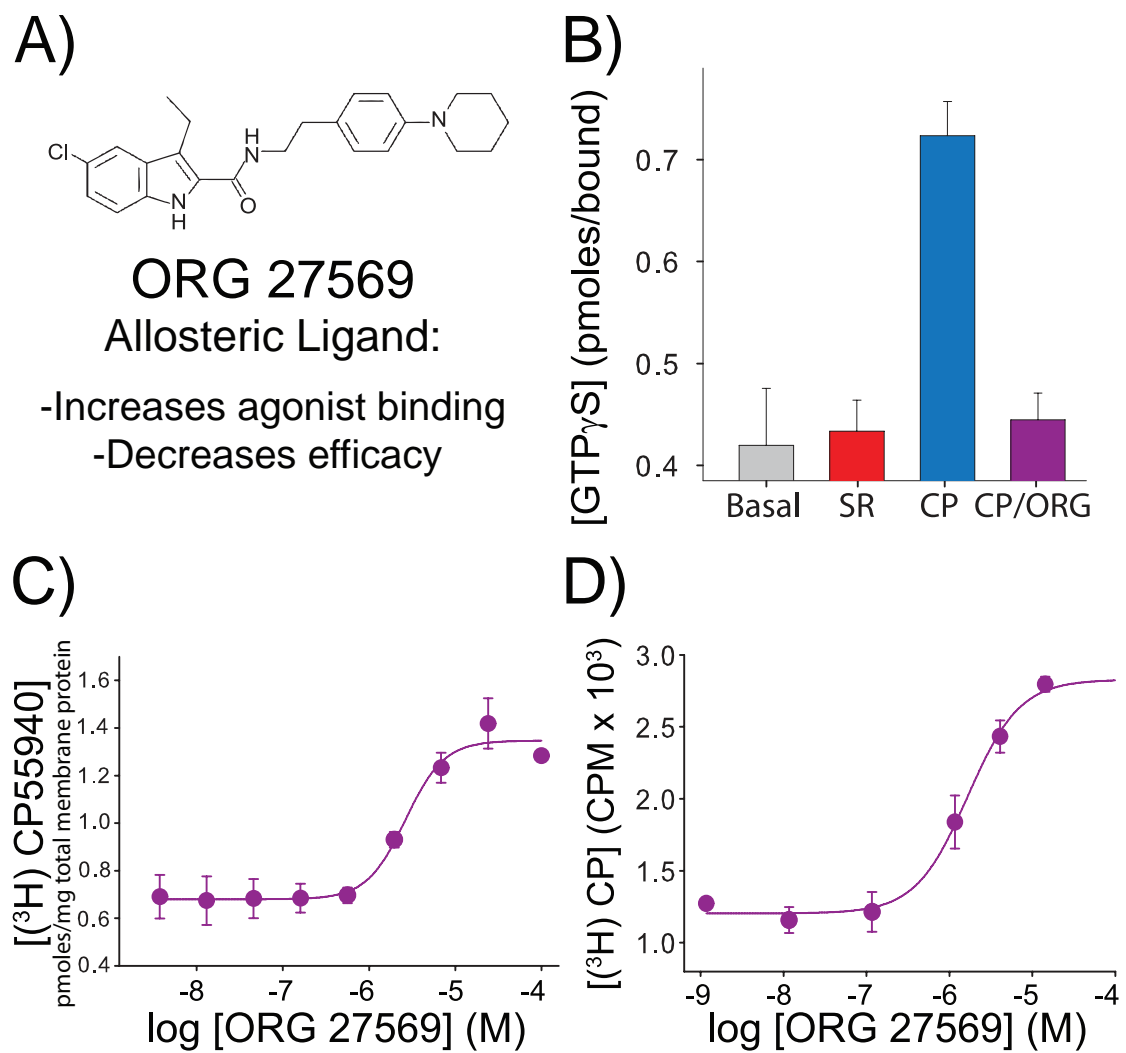 A)
Cl
N
H
H
N
O
N
ORG 27569
Allosteric Ligand:
-Increases agonist binding
-Decreases efficacy
B)
[GTPγS] (pmoles/bound)
0.7
0.6
0.5
0.4
Basal SR CP CP/ORG
C)
[(³H) CP55940]
pmoles/mg total membrane protein
1.6
1.4
1.2
1.0
0.8
0.6
0.4
-8 -7 -6 -5 -4
log [ORG 27569] (M)
D)
[(³H) CP] (CPM x 10³)
3.0
2.5
2.0
1.5
1.0
-9 -8 -7 -6 -5 -4
log [ORG 27569] (M)